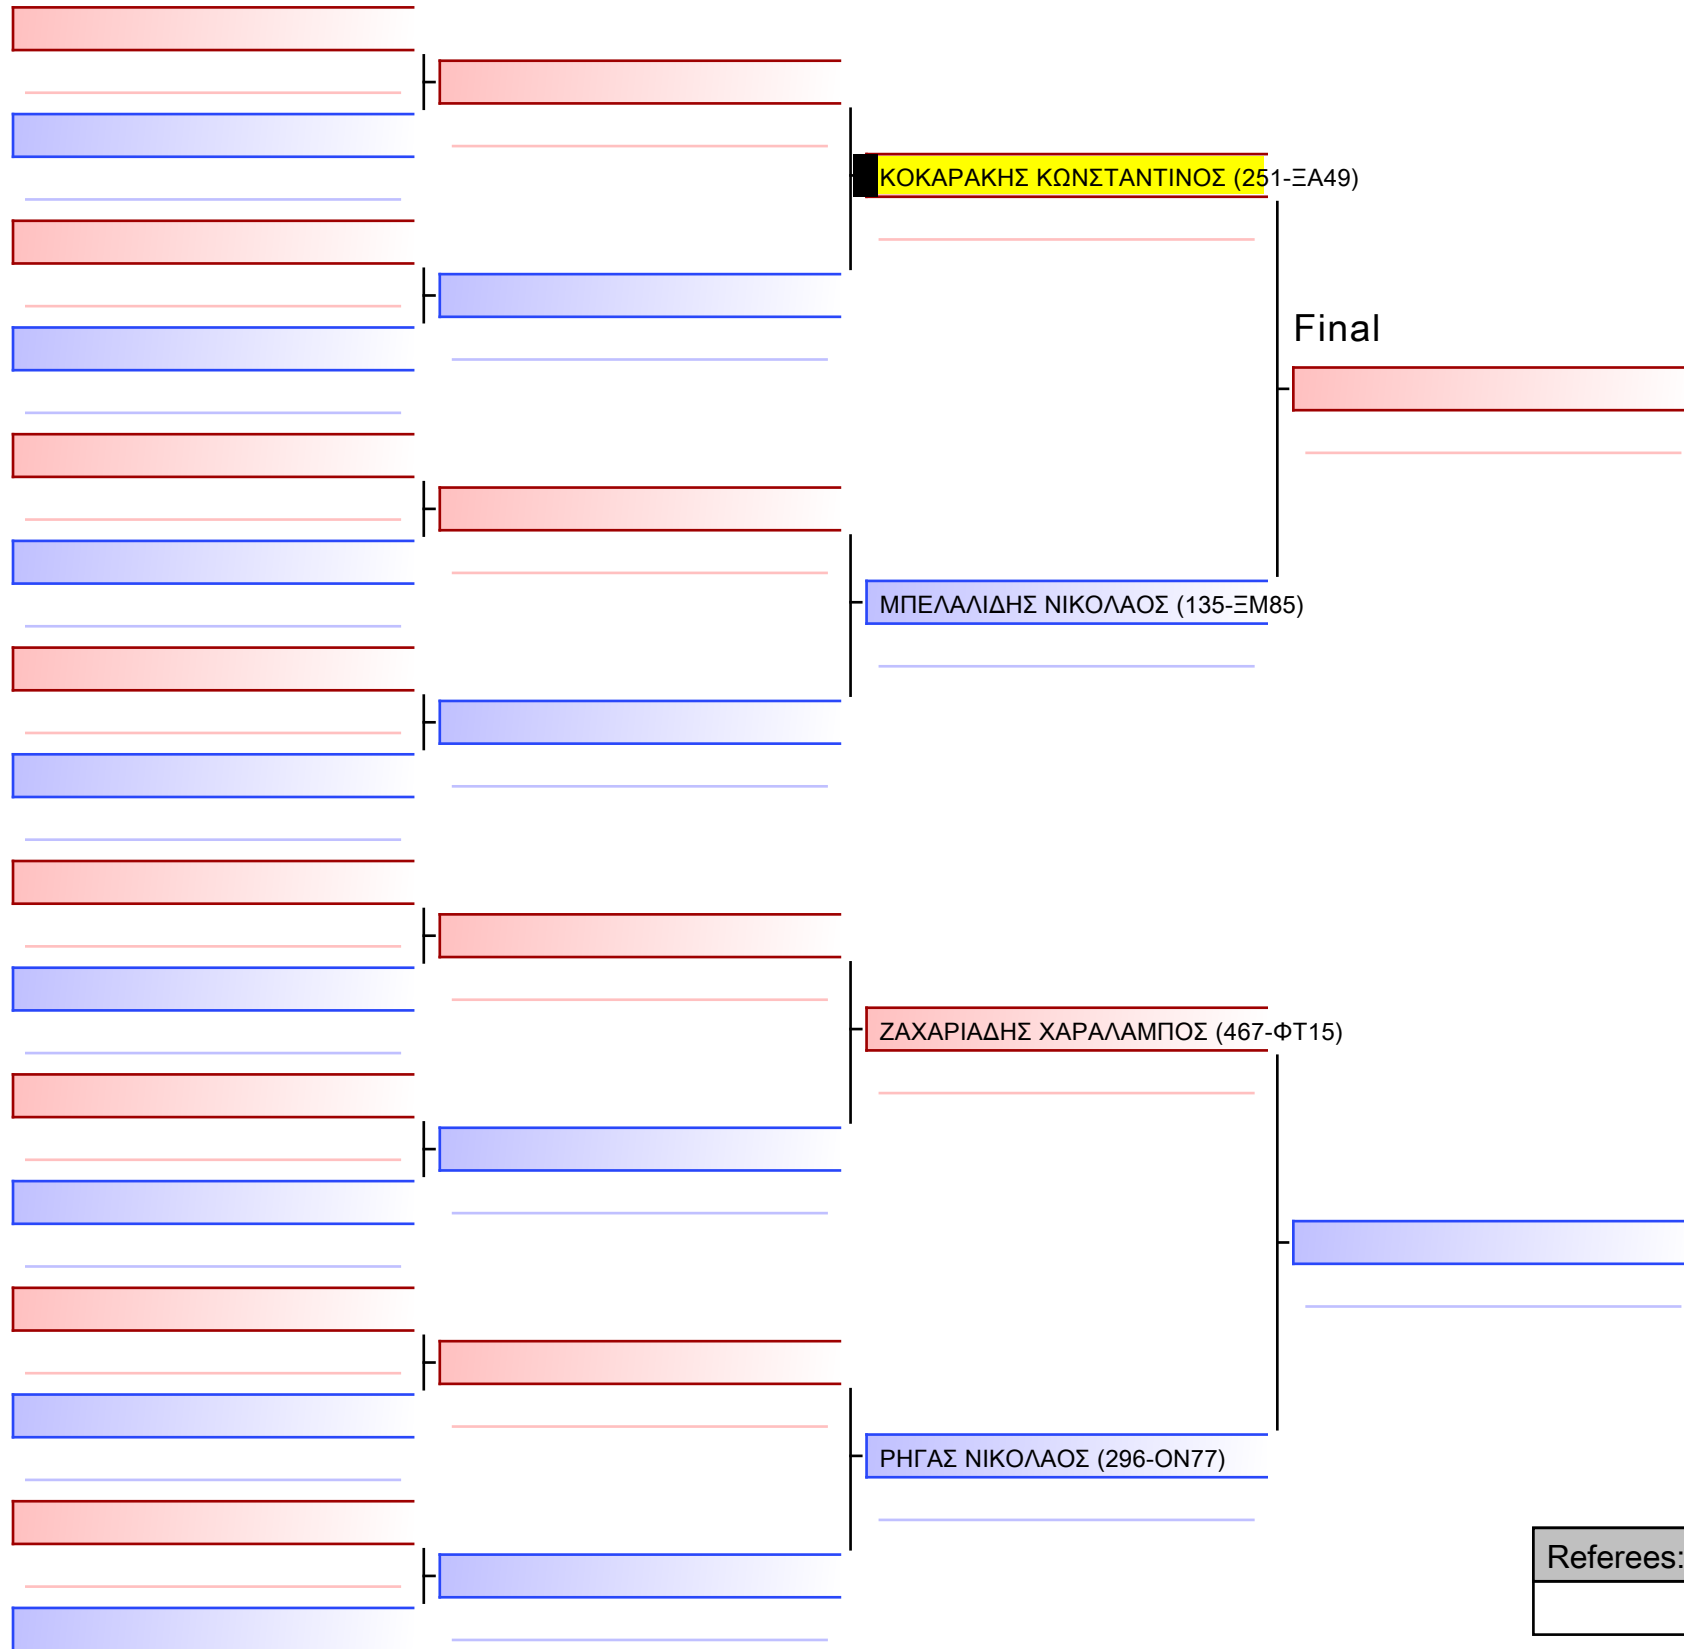 ΚΟΚΑΡΑΚΗΣ ΚΩΝΣΤΑΝΤΙΝΟΣ (251-ΞΑ49)
Final
ΜΠΕΛΑΛΙΔΗΣ ΝΙΚΟΛΑΟΣ (135-ΞΜ85)
ΖΑΧΑΡΙΑΔΗΣ ΧΑΡΑΛΑΜΠΟΣ (467-ΦΤ15)
ΡΗΓΑΣ ΝΙΚΟΛΑΟΣ (296-ΟΝ77)
Referees: